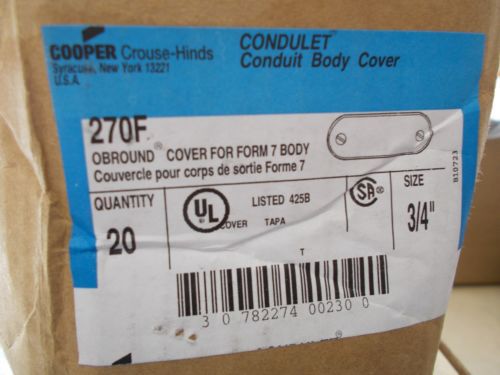 COOPER Crouse-Hinds
Syracuse, New York 13221
U.S.A.
CONDULET®
Conduit Body Cover
270F
OBROUND® COVER FOR FORM 7 BODY
Couvercle pour corps de sortie Forme 7
B10723
QUANTITY
20
UL
LISTED 425B
COVER TAPA
SA
SIZE
3/4"
T
3 0 782274 00230 0